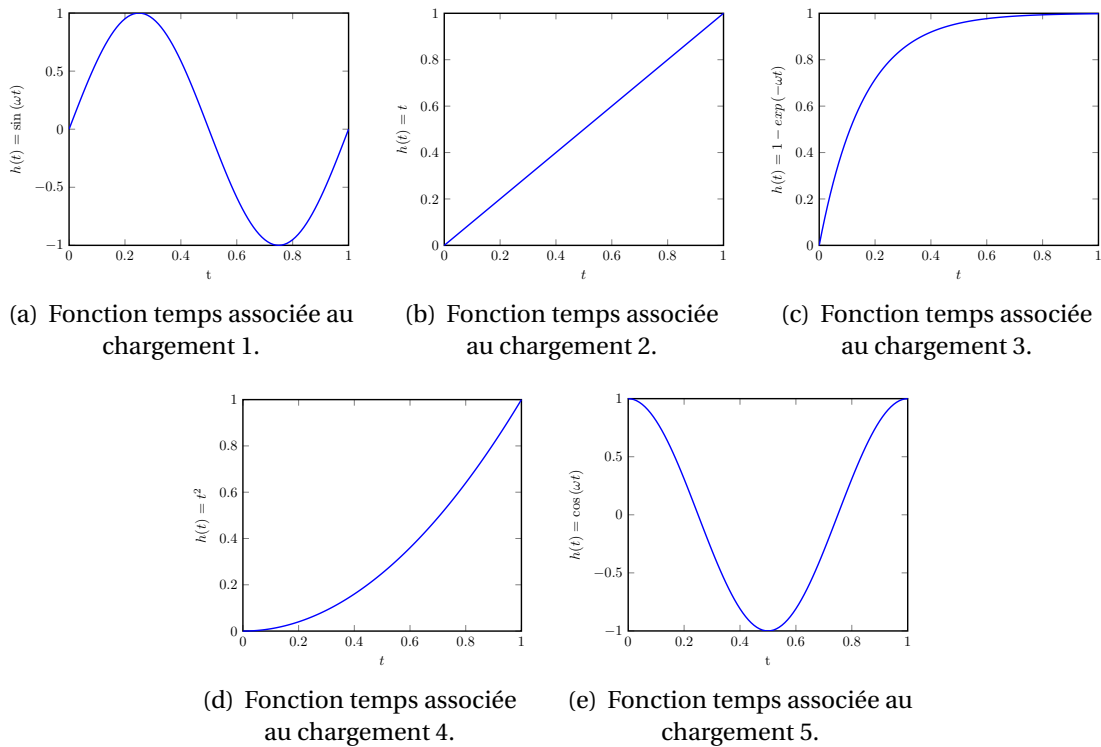 1
0.5
0
−0.5
−1
h(t) = sin (ωt)
0 0.2 0.4 0.6 0.8 1
t
(a) Fonction temps associée au
chargement 1.
1
0.8
0.6
0.4
0.2
0
h(t) = t
0 0.2 0.4 0.6 0.8 1
t
(b) Fonction temps associée
au chargement 2.
1
0.8
0.6
0.4
0.2
0
h(t) = 1 − exp (−ωt)
0 0.2 0.4 0.6 0.8 1
t
(c) Fonction temps associée
au chargement 3.
1
0.8
0.6
0.4
0.2
0
h(t) = t²
0 0.2 0.4 0.6 0.8 1
t
(d) Fonction temps associée
au chargement 4.
1
0.5
0
−0.5
−1
h(t) = cos (ωt)
0 0.2 0.4 0.6 0.8 1
t
(e) Fonction temps associée au
chargement 5.